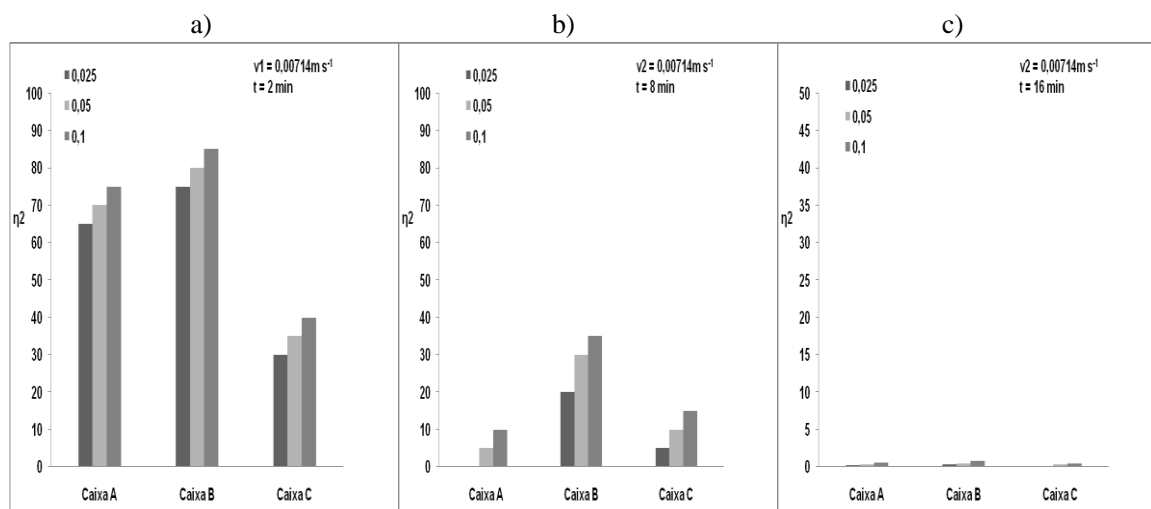 a)
b)
c)
v1 = 0,00714m s⁻¹
t = 2 min
0,025
0,05
0,1
100
90
80
70
60
50
40
30
20
10
0
η2
Caixa A
Caixa B
Caixa C
v2 = 0,00714m s⁻¹
t = 8 min
0,025
0,05
0,1
100
90
80
70
60
50
40
30
20
10
0
η2
Caixa A
Caixa B
Caixa C
v2 = 0,00714m s⁻¹
t = 16 min
0,025
0,05
0,1
50
45
40
35
30
25
20
15
10
5
0
η2
Caixa A
Caixa B
Caixa C